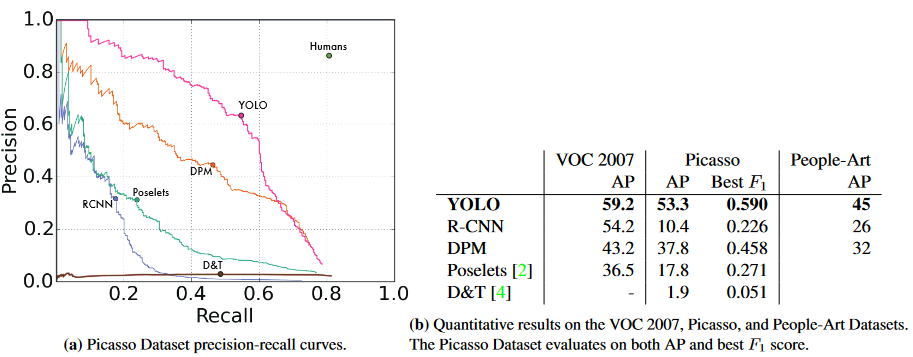 1.0
0.8
0.6
0.4
0.2
0.0
Precision
Humans
YOLO
DPM
RCNN
Poselets
D&T
0.2 0.4 0.6 0.8 1.0
Recall
(a) Picasso Dataset precision-recall curves.
VOC 2007 Picasso People-Art
AP AP Best F1 AP
YOLO 59.2 53.3 0.590 45
R-CNN 54.2 10.4 0.226 26
DPM 43.2 37.8 0.458 32
Poselets [2] 36.5 17.8 0.271
D&T [4] - 1.9 0.051
(b) Quantitative results on the VOC 2007, Picasso, and People-Art Datasets.
The Picasso Dataset evaluates on both AP and best F1 score.